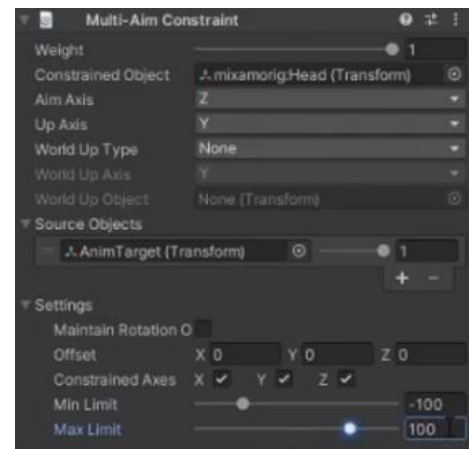 Multi-Aim Constraint
Weight 1
Constrained Object mixamorig:Head (Transform)
Aim Axis Z
Up Axis Y
World Up Type None
World Up Axis Y
World Up Object None (Transform)
Source Objects
AnimTarget (Transform) 1
+ -
Settings
Maintain Rotation O
Offset X 0 Y 0 Z 0
Constrained Axes X Y Z
Min Limit -100
Max Limit 100